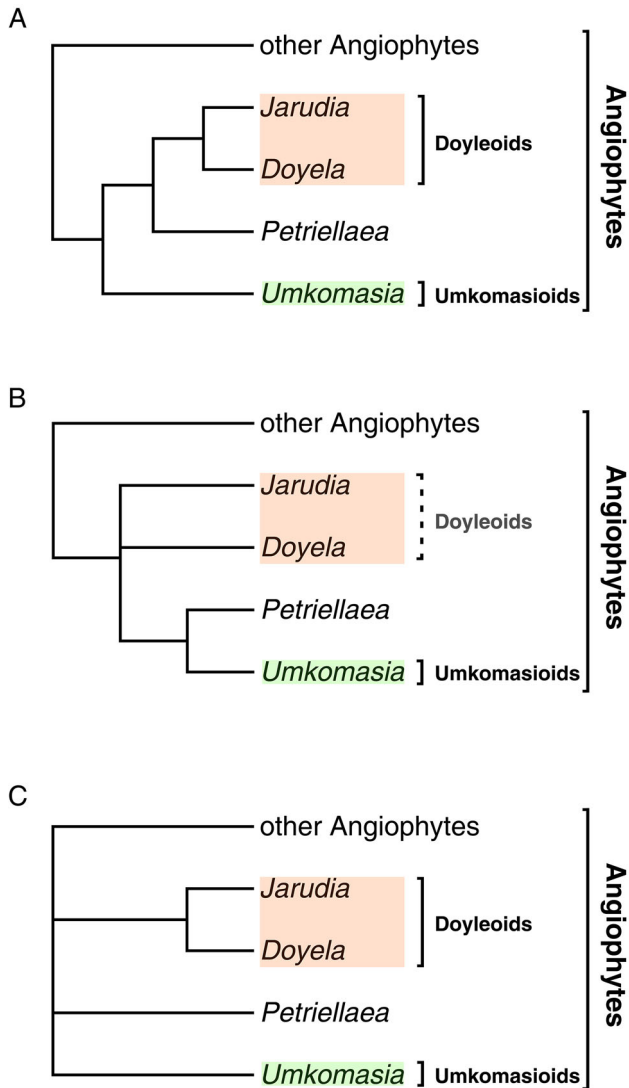 A
other Angiophytes
Jarudia
Doyela
Doyleoids
Petriellaea
Umkomasia
Umkomasioids
Angiophytes
B
other Angiophytes
Jarudia
Doyela
Doyleoids
Petriellaea
Umkomasia
Umkomasioids
Angiophytes
C
other Angiophytes
Jarudia
Doyela
Doyleoids
Petriellaea
Umkomasia
Umkomasioids
Angiophytes